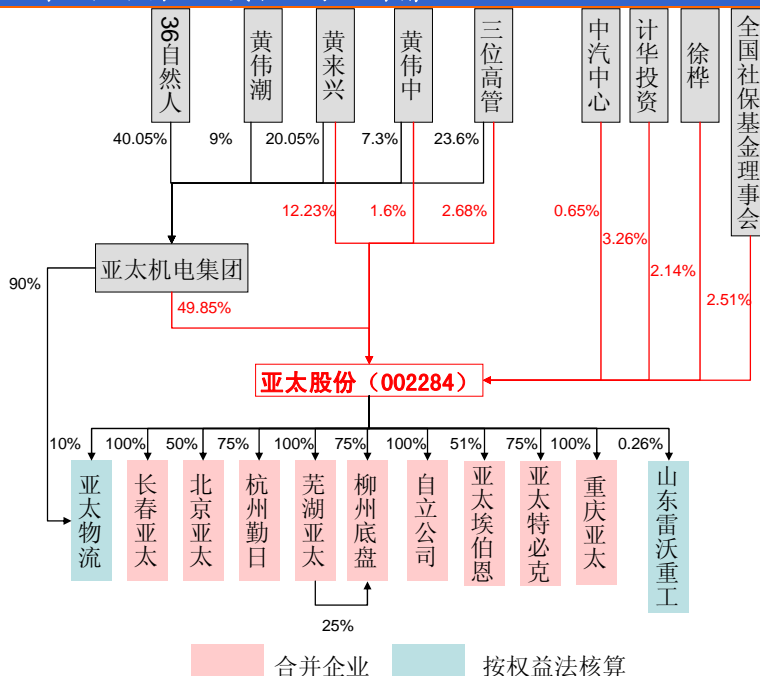 36自然人
黄伟潮
黄来兴
黄伟中
三位高管
中汽中心
计华投资
徐桦
全国社保基金理事会
40.05%
9%
20.05%
7.3%
23.6%
12.23%
1.6%
2.68%
0.65%
3.26%
2.14%
2.51%
亚太机电集团
90%
49.85%
亚太股份（002284）
10%
100%
50%
75%
100%
75%
100%
51%
75%
100%
0.26%
亚太物流
长春亚太
北京亚太
杭州勤日
芜湖亚太
柳州底盘
自立公司
亚太埃伯恩
亚太特必克
重庆亚太
山东雷沃重工
25%
合并企业
按权益法核算